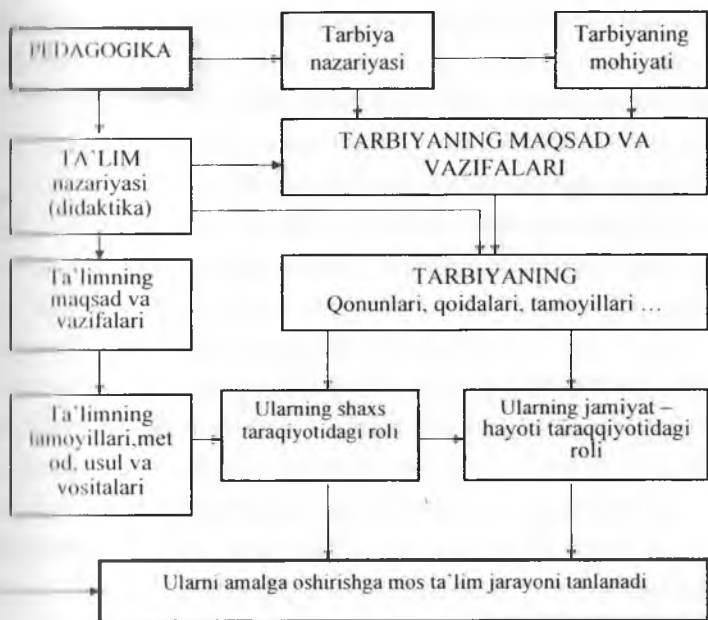 PEDAGOGIKA
Tarbiya
nazariyasi
Tarbiyaning
mohiyati
TA`LIM
nazariyasi
(didaktika)
TARBIYANING MAQSAD VA
VAZIFALARI
Ta`limning
maqsad va
vazifalari
TARBIYANING
Qonunlari, qoidalari, tamoyillari ...
Ta`limning
tamoyillari,met
od, usul va
vositalari
Ularning shaxs
taraqiyotidagi roli
Ularning jamiyat –
hayoti taraqqiyotidagi
roli
Ularni amalga oshirishga mos ta`lim jarayoni tanlanadi